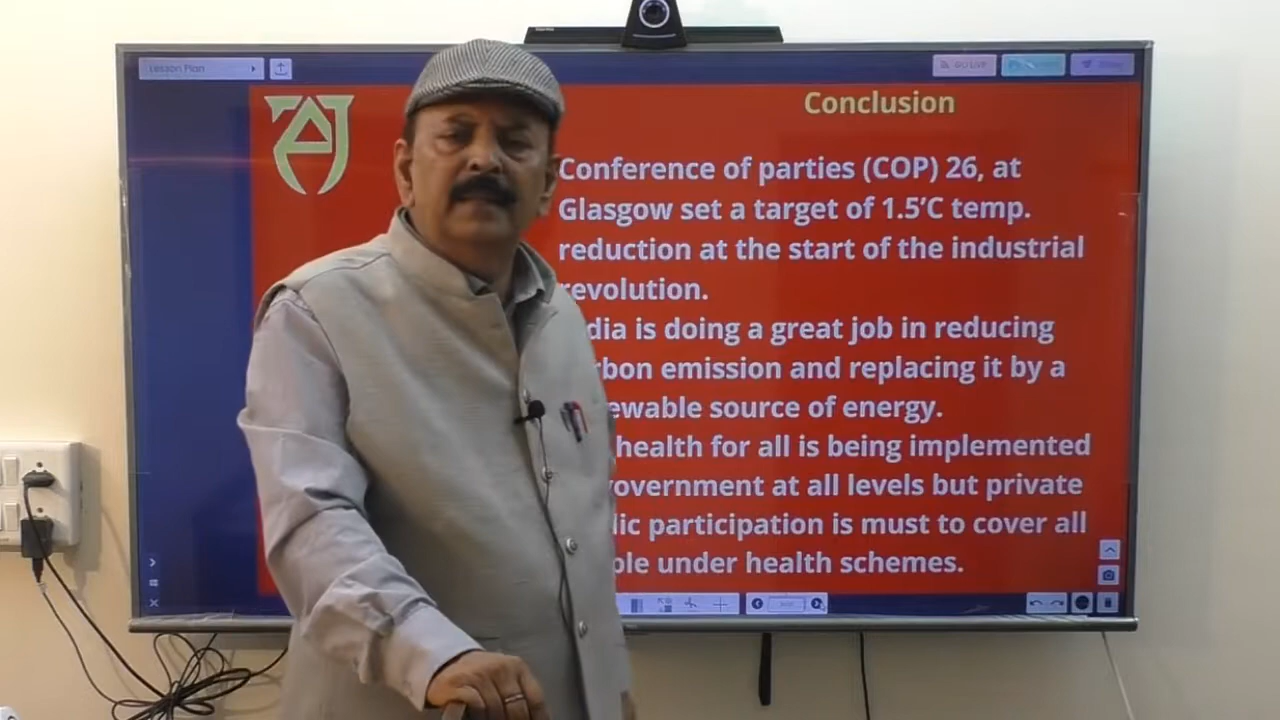 Lesson Plan
GO LIVE
Conclusion
Conference of parties (COP) 26, at
Glasgow set a target of 1.5’C temp.
reduction at the start of the industrial
revolution.
dia is doing a great job in reducing
rbon emission and replacing it by a
ewable source of energy.
health for all is being implemented
overnment at all levels but private
lic participation is must to cover all
ple under health schemes.